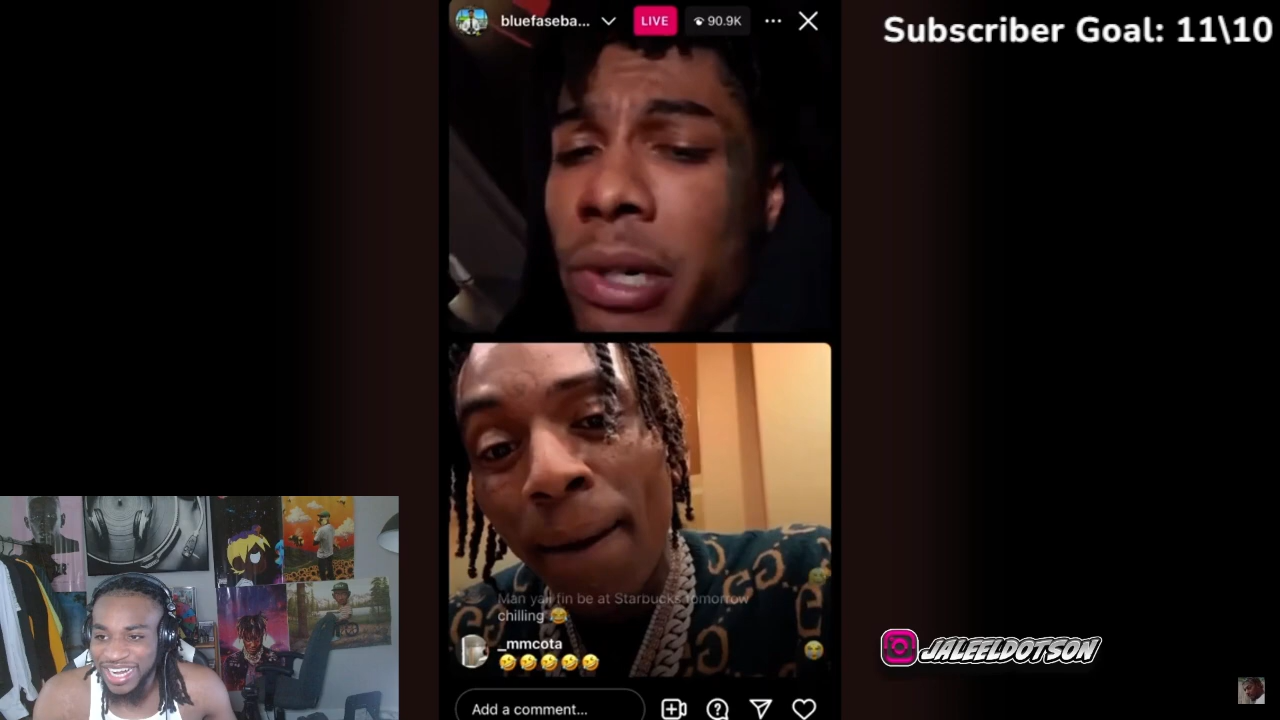 bluefaseba...
LIVE
90.9K
Subscriber Goal: 11\10
Man yall fin be at Starbucks tomorrow
chilling 😂
_mmcota
🤣🤣🤣🤣🤣
JALEELDOTSON
Add a comment...